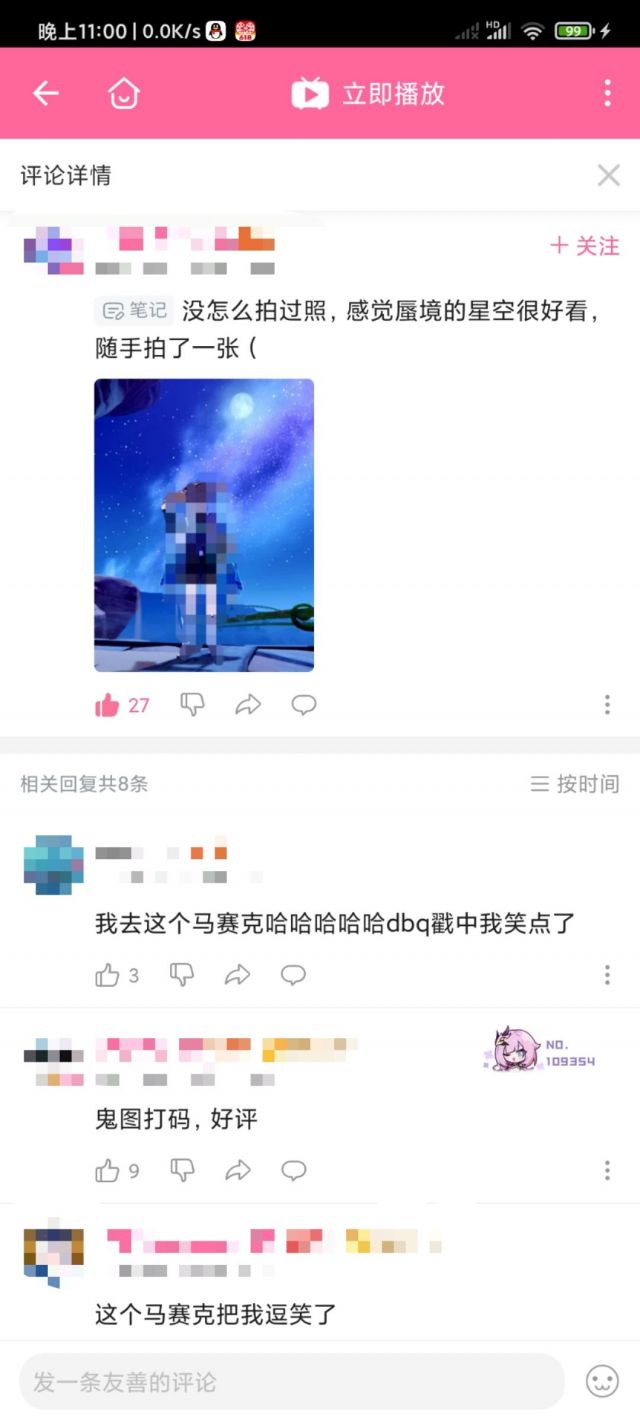 晚上11:00 | 0.0K/s
618
HD
99
立即播放
评论详情
+ 关注
笔记 没怎么拍过照，感觉蜃境的星空很好看，
随手拍了一张（
27
相关回复共8条
按时间
我去这个马赛克哈哈哈哈哈dbq戳中我笑点了
3
NO.
109354
鬼图打码，好评
9
这个马赛克把我逗笑了
发一条友善的评论